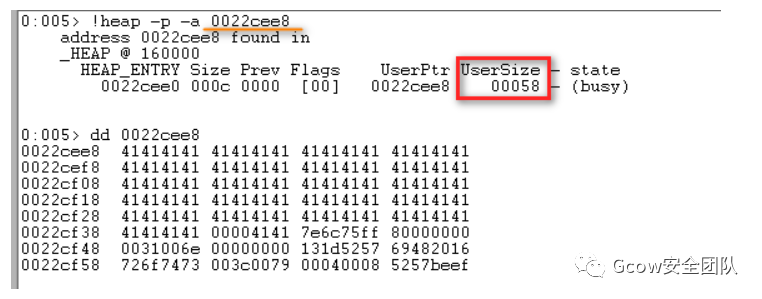 0:005> !heap -p -a 0022cee8
address 0022cee8 found in
_HEAP @ 160000
HEAP_ENTRY Size Prev Flags UserPtr UserSize - state
0022cee0 000c 0000 [00] 0022cee8 00058 - (busy)
0:005> dd 0022cee8
0022cee8 41414141 41414141 41414141 41414141
0022cef8 41414141 41414141 41414141 41414141
0022cf08 41414141 41414141 41414141 41414141
0022cf18 41414141 41414141 41414141 41414141
0022cf28 41414141 41414141 41414141 41414141
0022cf38 41414141 00004141 7e6c75ff 80000000
0022cf48 0031006e 00000000 131d5257 69482016
0022cf58 726f7473 003c0079 00040008 5257beef
Gcow安全团队